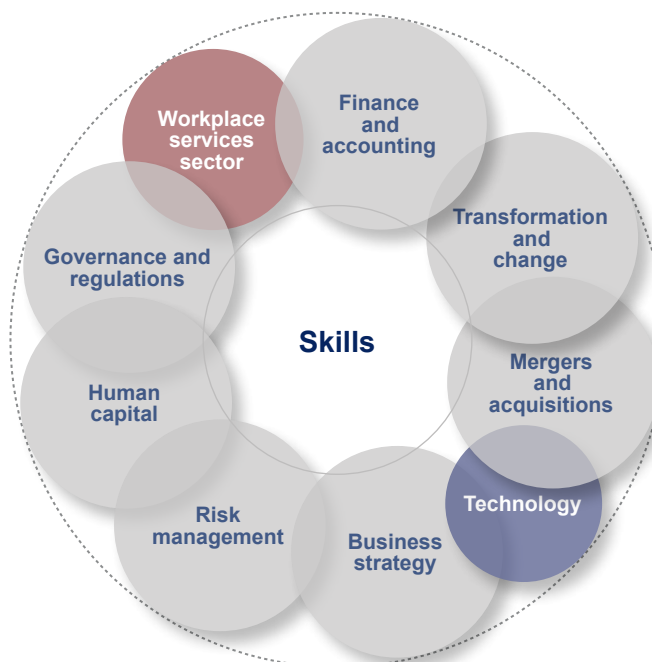 Workplace
services
sector
Finance
and
accounting
Transformation
and
change
Governance and
regulations
Skills
Mergers
and
acquisitions
Human
capital
Technology
Risk
management
Business
strategy